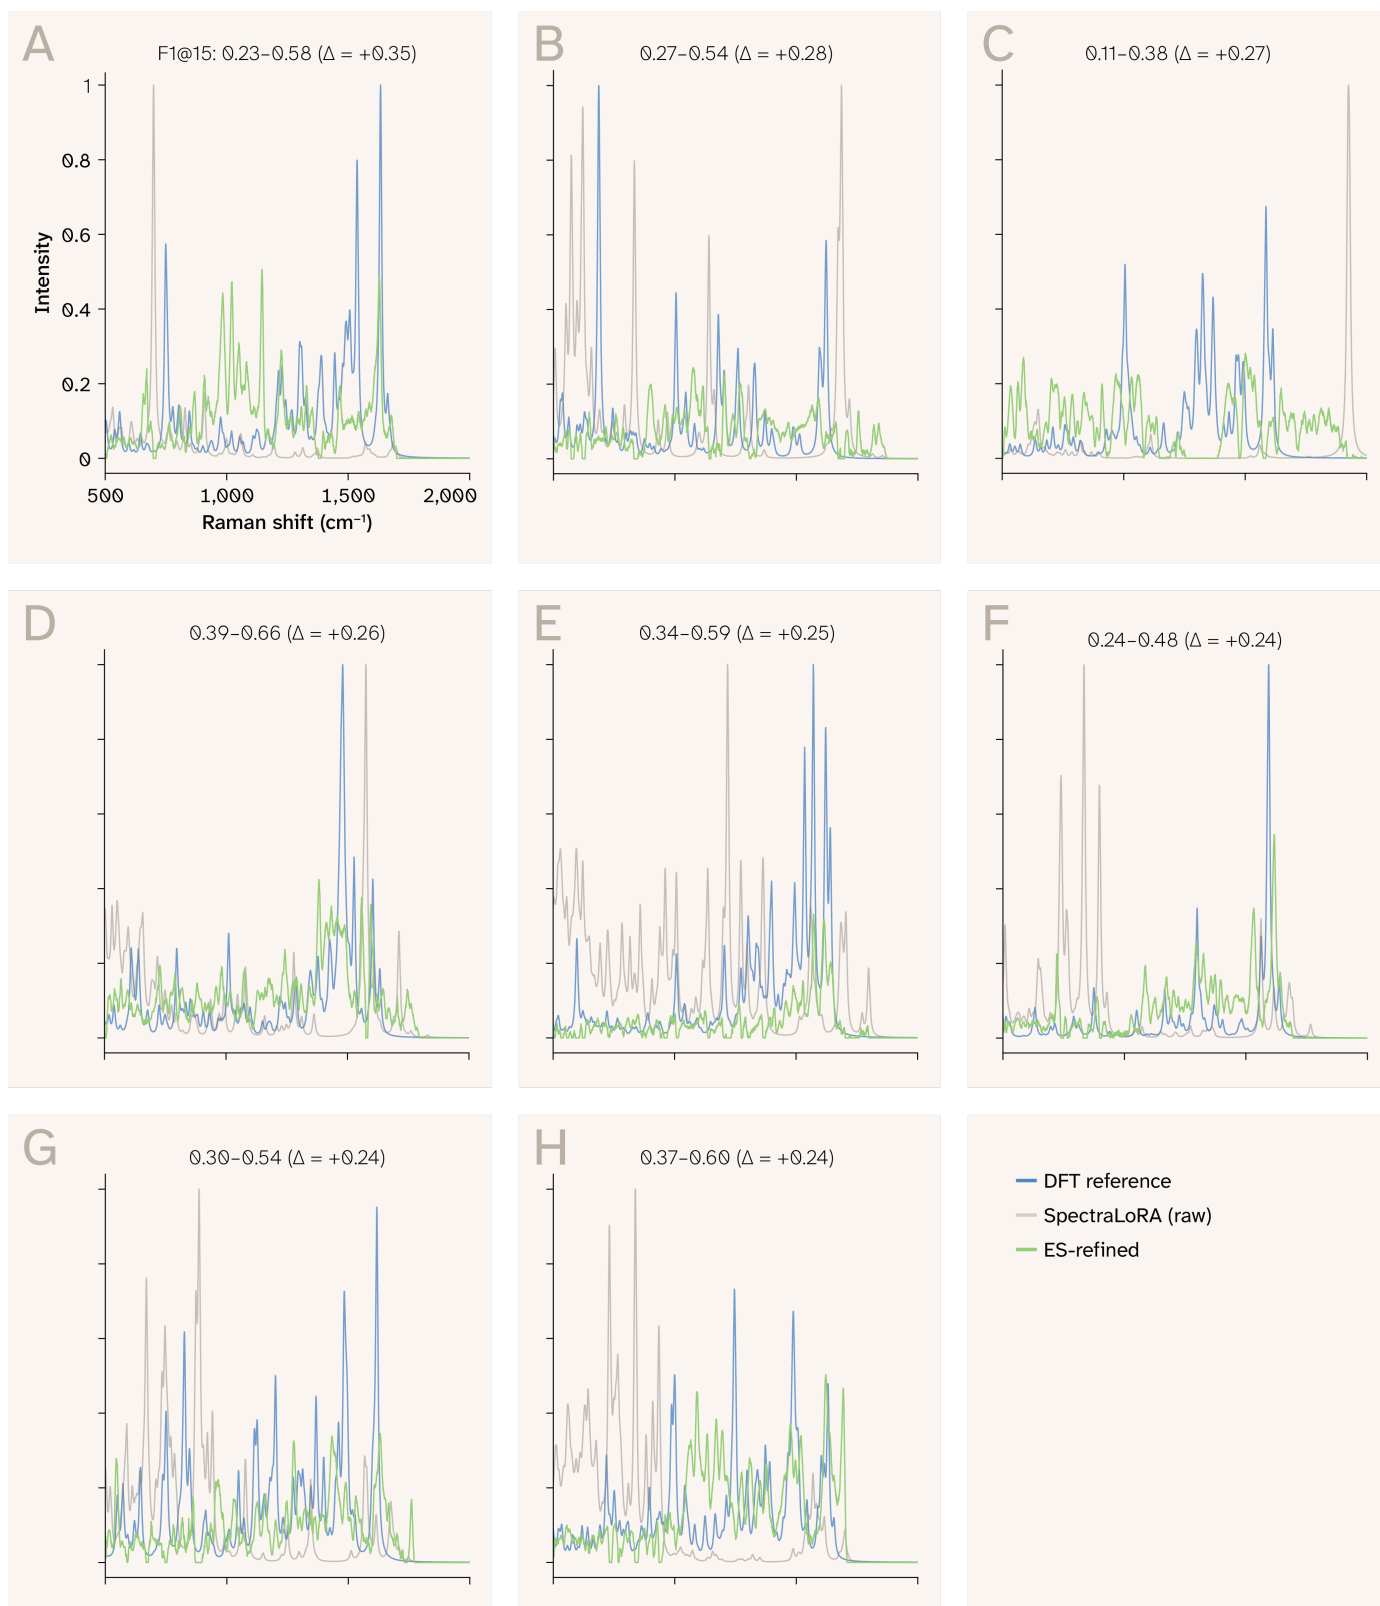 A
F1@15: 0.23–0.58 (Δ = +0.35)
1
0.8
0.6
0.4
0.2
0
Intensity
500 1,000 1,500 2,000
Raman shift (cm⁻¹)
B
0.27–0.54 (Δ = +0.28)
C
0.11–0.38 (Δ = +0.27)
D
0.39–0.66 (Δ = +0.26)
E
0.34–0.59 (Δ = +0.25)
F
0.24–0.48 (Δ = +0.24)
G
0.30–0.54 (Δ = +0.24)
H
0.37–0.60 (Δ = +0.24)
DFT reference
SpectraLoRA (raw)
ES-refined